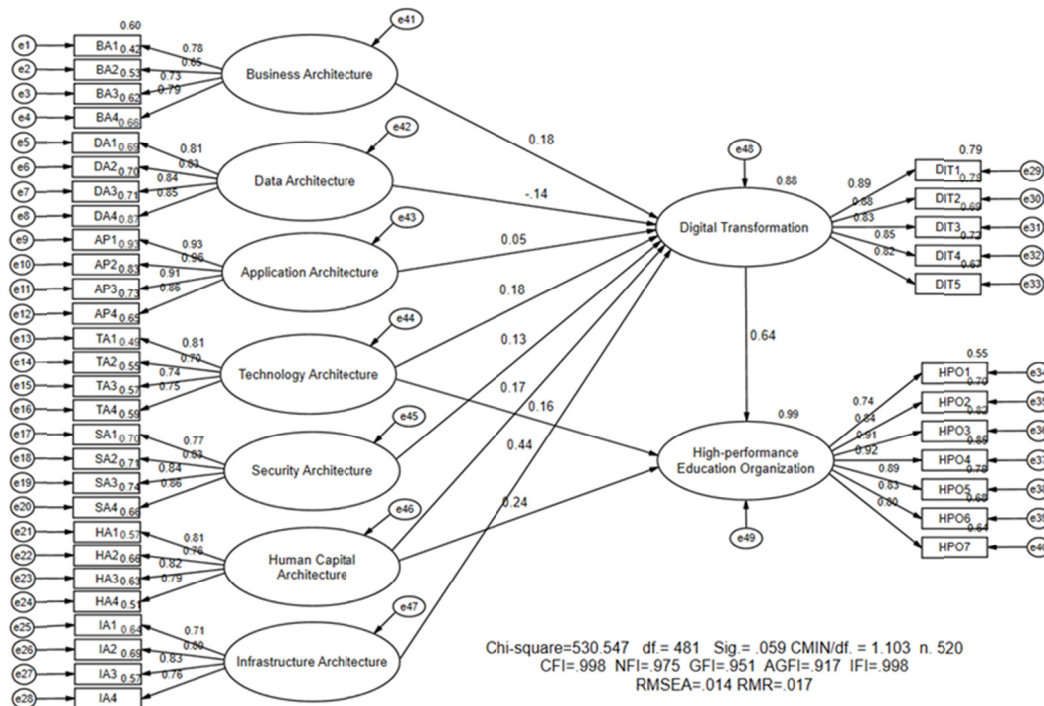 0.60
e1 BA1 0.42 0.78
e2 BA2 0.53 0.65
e3 BA3 0.62 0.73
e4 BA4 0.66 0.79
e41
Business Architecture
e5 DA1 0.69 0.81
e6 DA2 0.70 0.83
e7 DA3 0.71 0.84
e8 DA4 0.87 0.85
e42
Data Architecture
e9 AP1 0.93 0.93
e10 AP2 0.83 0.96
e11 AP3 0.73 0.91
e12 AP4 0.65 0.86
e43
Application Architecture
e13 TA1 0.49 0.81
e14 TA2 0.55 0.70
e15 TA3 0.57 0.74
e16 TA4 0.59 0.75
e44
Technology Architecture
e17 SA1 0.70 0.77
e18 SA2 0.71 0.83
e19 SA3 0.74 0.84
e20 SA4 0.66 0.86
e45
Security Architecture
e21 HA1 0.57 0.81
e22 HA2 0.66 0.76
e23 HA3 0.63 0.82
e24 HA4 0.51 0.79
e46
Human Capital
Architecture
e25 IA1 0.64 0.71
e26 IA2 0.69 0.80
e27 IA3 0.57 0.83
e28 IA4 0.76
e47
Infrastructure Architecture
0.18
-.14
0.05
0.18
0.13
0.17
0.16
0.44
0.24
e48
0.88
Digital Transformation
0.64
0.79
0.89 DIT1 0.79 e29
0.88 DIT2 0.69 e30
0.83 DIT3 0.72 e31
0.85 DIT4 0.67 e32
0.82 DIT5 e33
0.99
High-performance
Education Organization
e49
0.55
0.74 HPO1 0.70
0.84 HPO2 0.82
0.91 HPO3 0.85
0.92 HPO4 0.78
0.89 HPO5 0.68
0.83 HPO6 0.64
0.80 HPO7
Chi-square=530.547 df.= 481 Sig.= .059 CMIN/df. = 1.103 n. 520
CFI=.998 NFI=.975 GFI=.951 AGFI=.917 IFI=.998
RMSEA=.014 RMR=.017